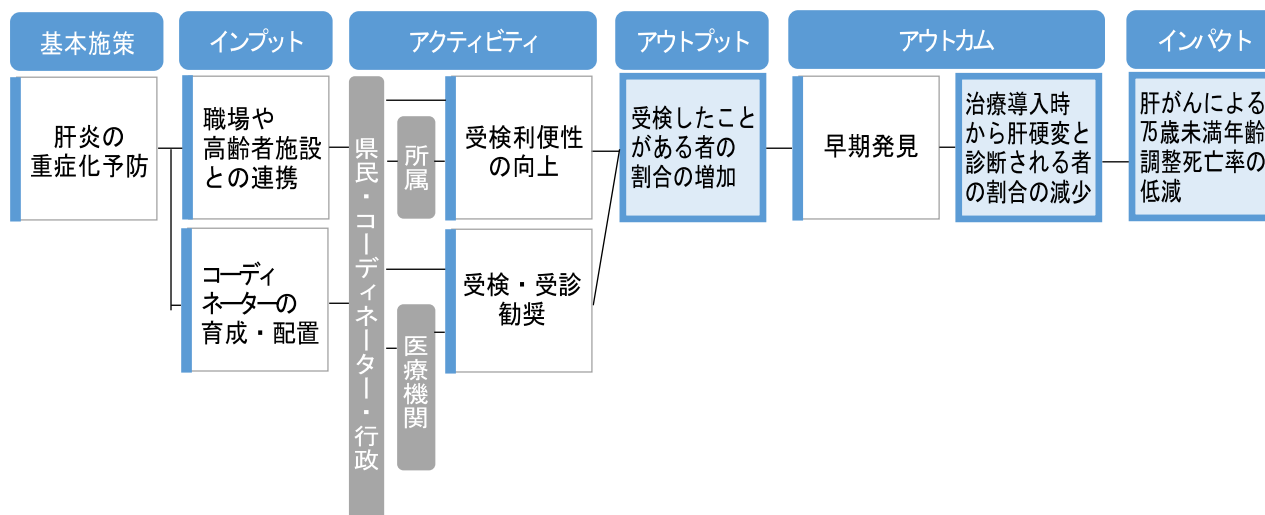 基本施策
インプット
アクティビティ
アウトプット
アウトカム
インパクト
肝炎の
重症化予防
職場や
高齢者施設
との連携
コーディ
ネーターの
育成・配置
県民・コーディネーター・行政
所属
医療機関
受検利便性
の向上
受検・受診
勧奨
受検したこと
がある者の
割合の増加
早期発見
治療導入時
から肝硬変と
診断される者
の割合の減少
肝がんによる
75歳未満年齢
調整死亡率の
低減